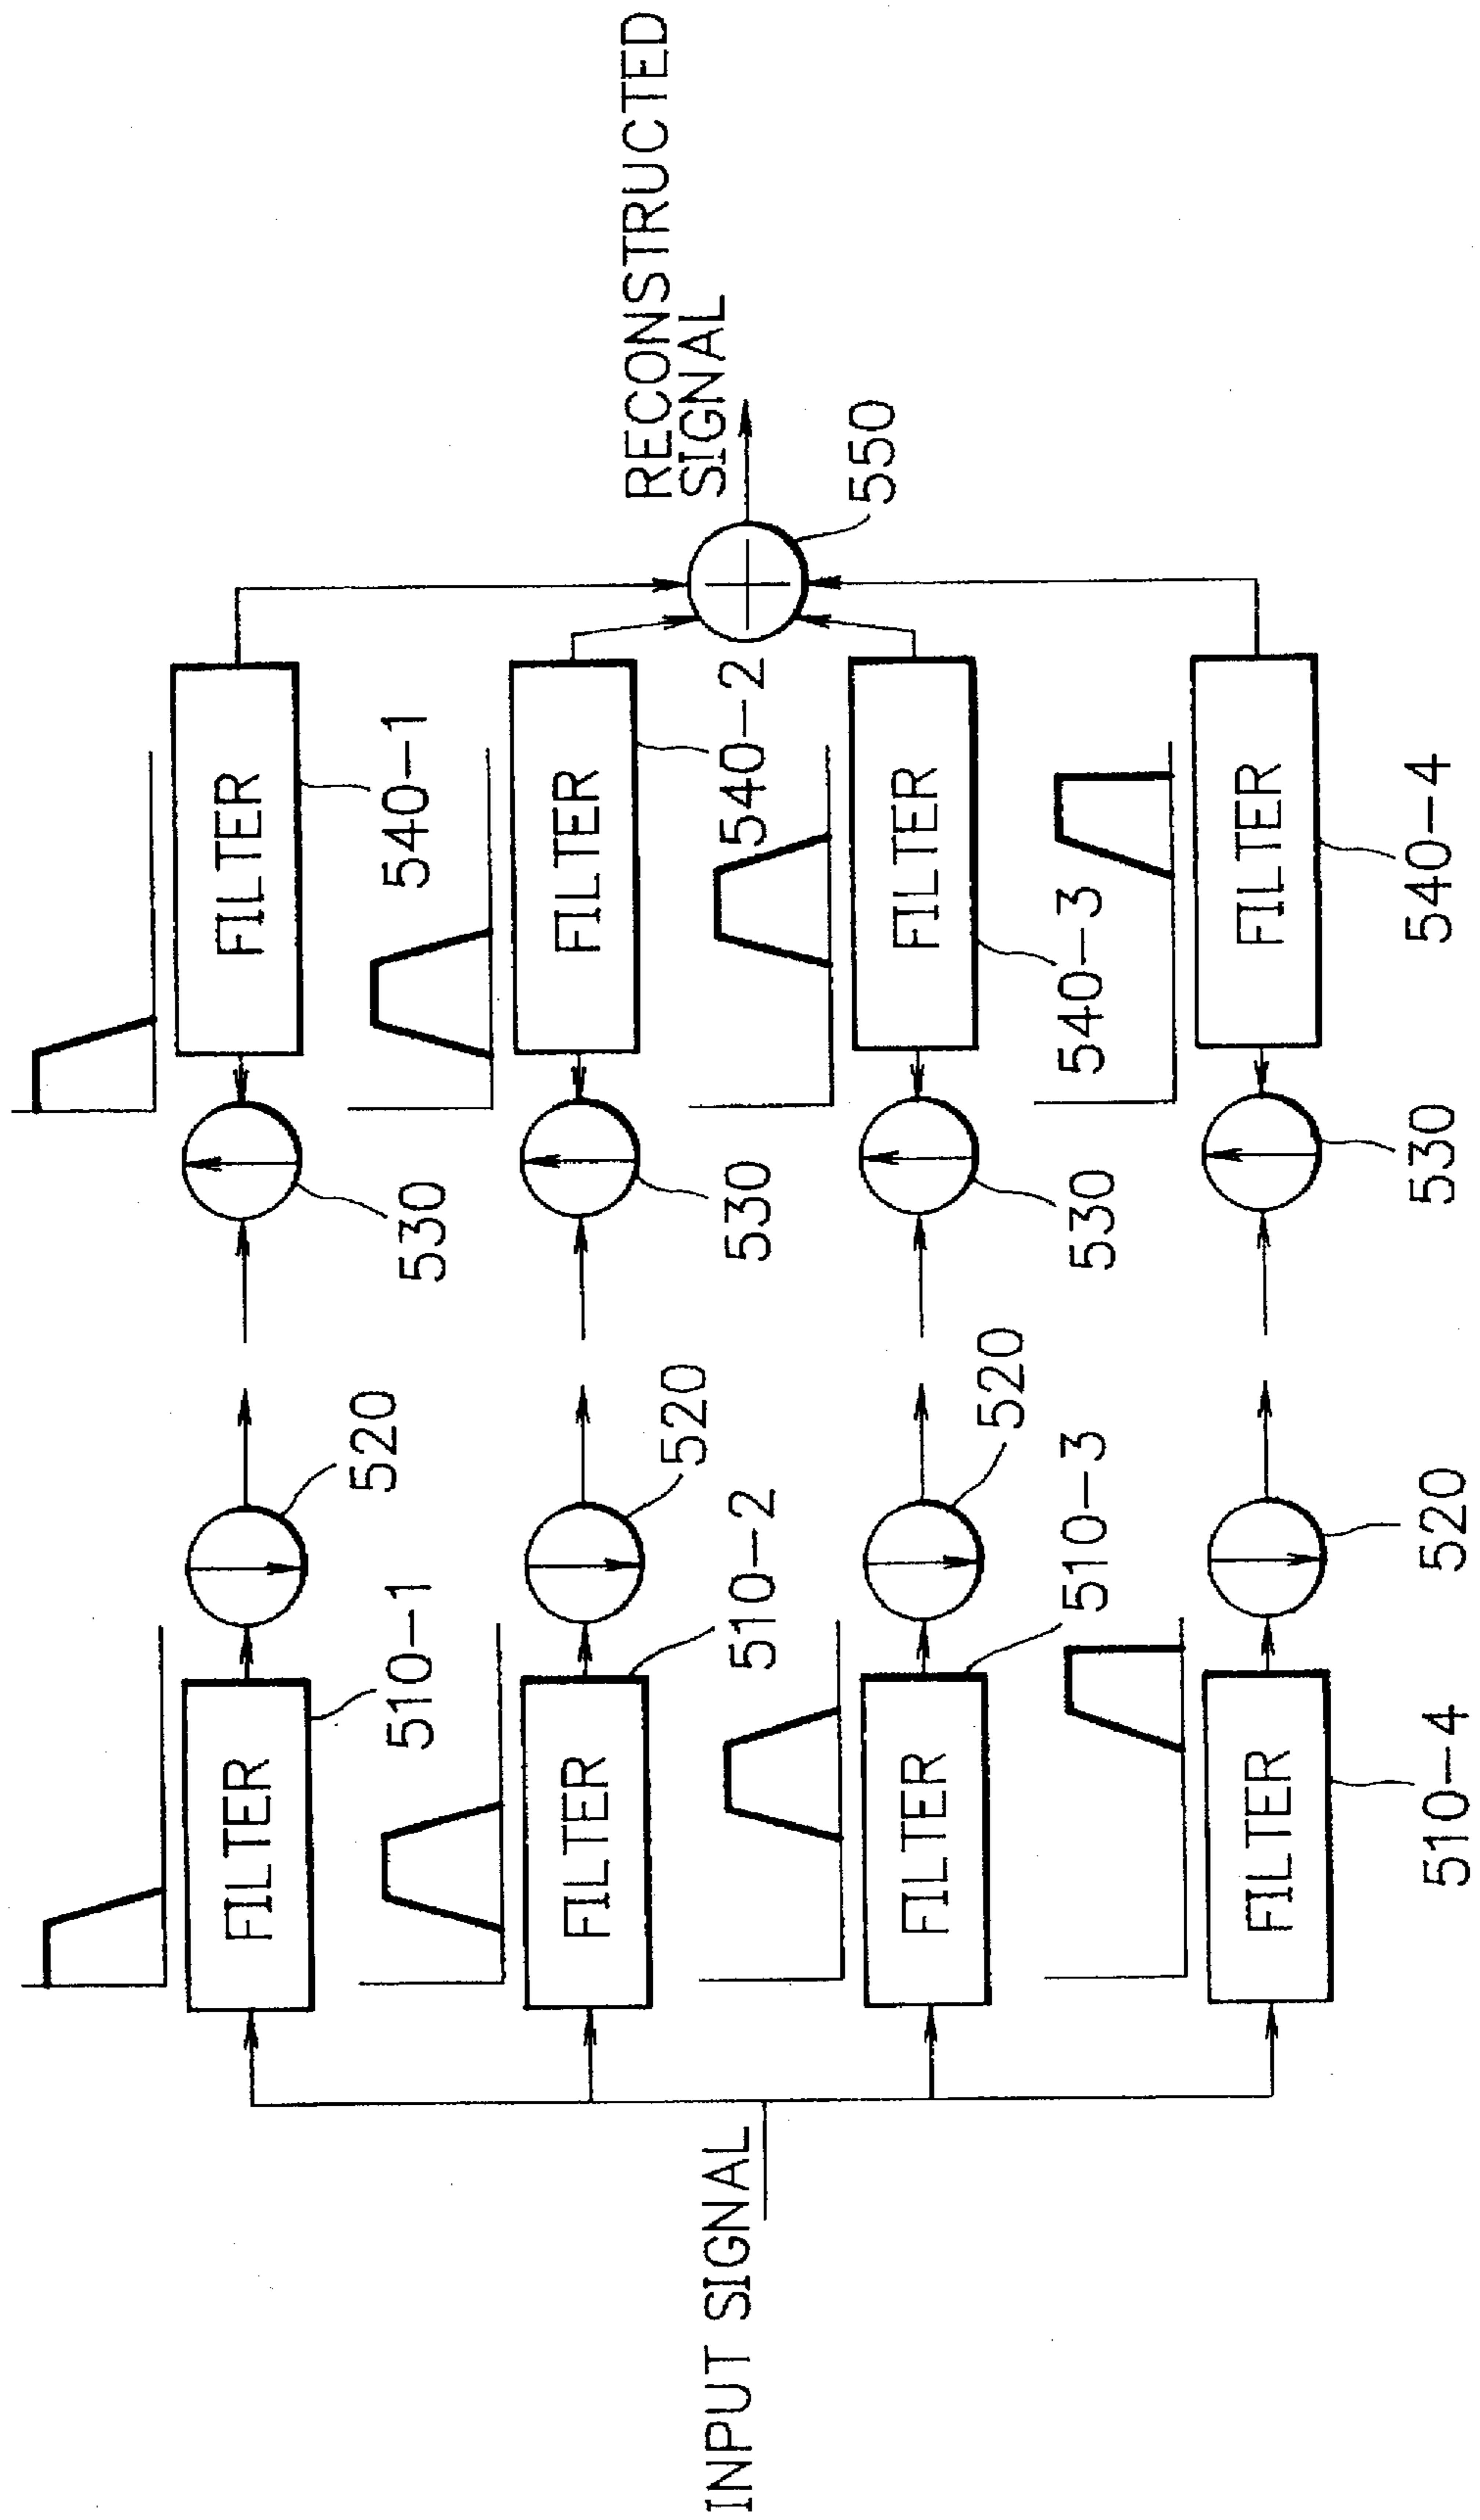 INPUT SIGNAL
FILTER
510-1
520
530
FILTER
540-1
FILTER
510-2
520
530
FILTER
540-2
FILTER
510-3
520
530
FILTER
540-3
FILTER
510-4
520
530
FILTER
540-4
550
RECONSTRUCTED
SIGNAL